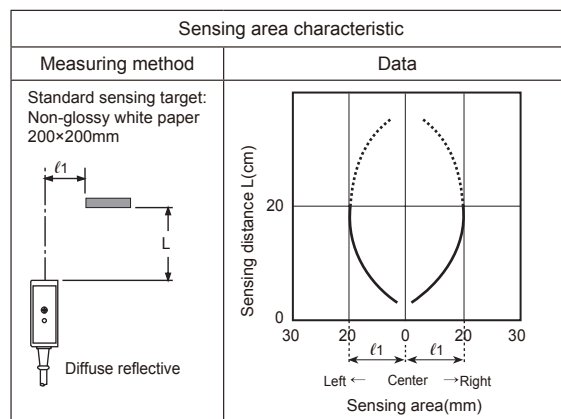 Sensing area characteristic
Measuring method
Data
Standard sensing target:
Non-glossy white paper
200×200mm
ℓ1
L
Diffuse reflective
Sensing distance L(cm)
20
0
30 20 0 20 30
ℓ1 ℓ1
Left ← Center →Right
Sensing area(mm)